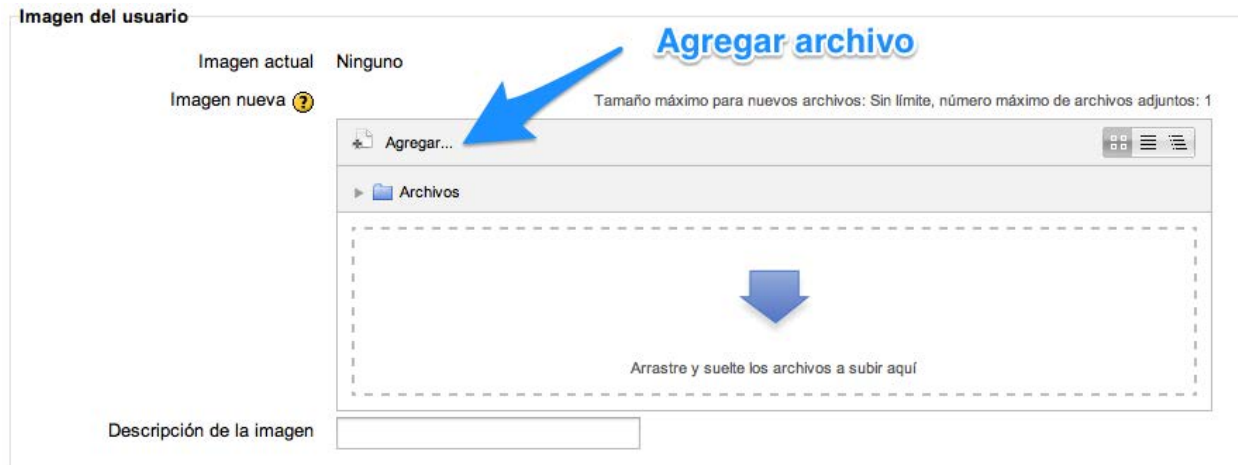 Imagen del usuario
Agregar archivo
Imagen actual Ninguno
Imagen nueva
Tamaño máximo para nuevos archivos: Sin límite, número máximo de archivos adjuntos: 1
Agregar...
Archivos
Arrastre y suelte los archivos a subir aquí
Descripción de la imagen